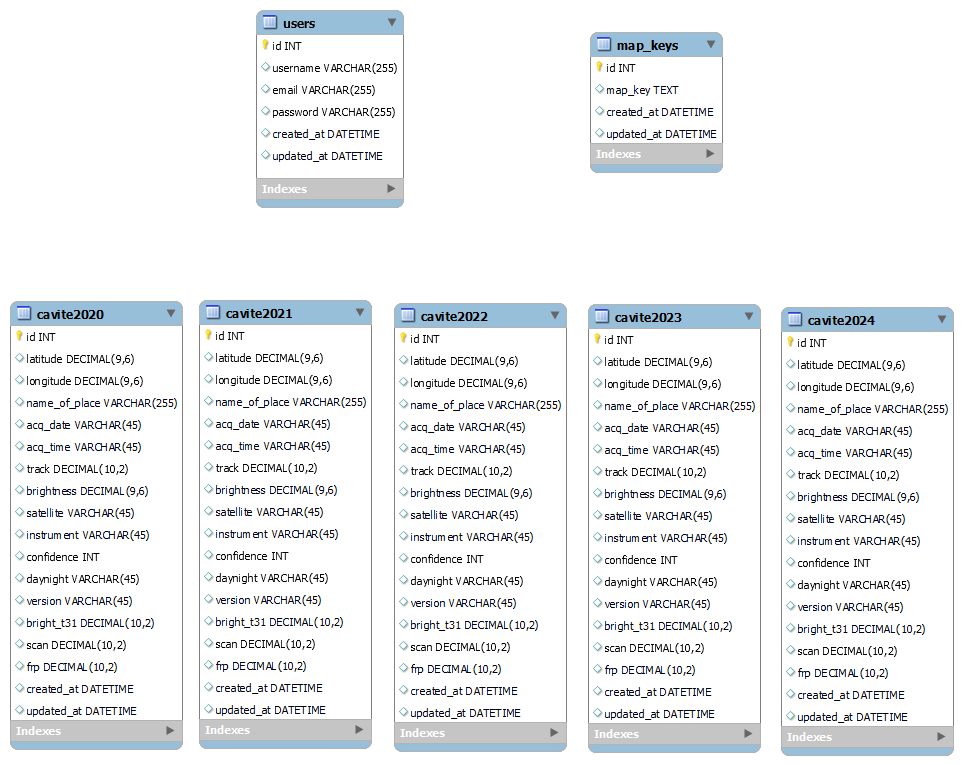 users
id INT
username VARCHAR(255)
email VARCHAR(255)
password VARCHAR(255)
created_at DATETIME
updated_at DATETIME
Indexes
map_keys
id INT
map_key TEXT
created_at DATETIME
updated_at DATETIME
Indexes
cavite2020
id INT
latitude DECIMAL(9,6)
longitude DECIMAL(9,6)
name_of_place VARCHAR(255)
acq_date VARCHAR(45)
acq_time VARCHAR(45)
track DECIMAL(10,2)
brightness DECIMAL(9,6)
satellite VARCHAR(45)
instrument VARCHAR(45)
confidence INT
daynight VARCHAR(45)
version VARCHAR(45)
bright_t31 DECIMAL(10,2)
scan DECIMAL(10,2)
frp DECIMAL(10,2)
created_at DATETIME
updated_at DATETIME
Indexes
cavite2021
id INT
latitude DECIMAL(9,6)
longitude DECIMAL(9,6)
name_of_place VARCHAR(255)
acq_date VARCHAR(45)
acq_time VARCHAR(45)
track DECIMAL(10,2)
brightness DECIMAL(9,6)
satellite VARCHAR(45)
instrument VARCHAR(45)
confidence INT
daynight VARCHAR(45)
version VARCHAR(45)
bright_t31 DECIMAL(10,2)
scan DECIMAL(10,2)
frp DECIMAL(10,2)
created_at DATETIME
updated_at DATETIME
Indexes
cavite2022
id INT
latitude DECIMAL(9,6)
longitude DECIMAL(9,6)
name_of_place VARCHAR(255)
acq_date VARCHAR(45)
acq_time VARCHAR(45)
track DECIMAL(10,2)
brightness DECIMAL(9,6)
satellite VARCHAR(45)
instrument VARCHAR(45)
confidence INT
daynight VARCHAR(45)
version VARCHAR(45)
bright_t31 DECIMAL(10,2)
scan DECIMAL(10,2)
frp DECIMAL(10,2)
created_at DATETIME
updated_at DATETIME
Indexes
cavite2023
id INT
latitude DECIMAL(9,6)
longitude DECIMAL(9,6)
name_of_place VARCHAR(255)
acq_date VARCHAR(45)
acq_time VARCHAR(45)
track DECIMAL(10,2)
brightness DECIMAL(9,6)
satellite VARCHAR(45)
instrument VARCHAR(45)
confidence INT
daynight VARCHAR(45)
version VARCHAR(45)
bright_t31 DECIMAL(10,2)
scan DECIMAL(10,2)
frp DECIMAL(10,2)
created_at DATETIME
updated_at DATETIME
Indexes
cavite2024
id INT
latitude DECIMAL(9,6)
longitude DECIMAL(9,6)
name_of_place VARCHAR(255)
acq_date VARCHAR(45)
acq_time VARCHAR(45)
track DECIMAL(10,2)
brightness DECIMAL(9,6)
satellite VARCHAR(45)
instrument VARCHAR(45)
confidence INT
daynight VARCHAR(45)
version VARCHAR(45)
bright_t31 DECIMAL(10,2)
scan DECIMAL(10,2)
frp DECIMAL(10,2)
created_at DATETIME
updated_at DATETIME
Indexes